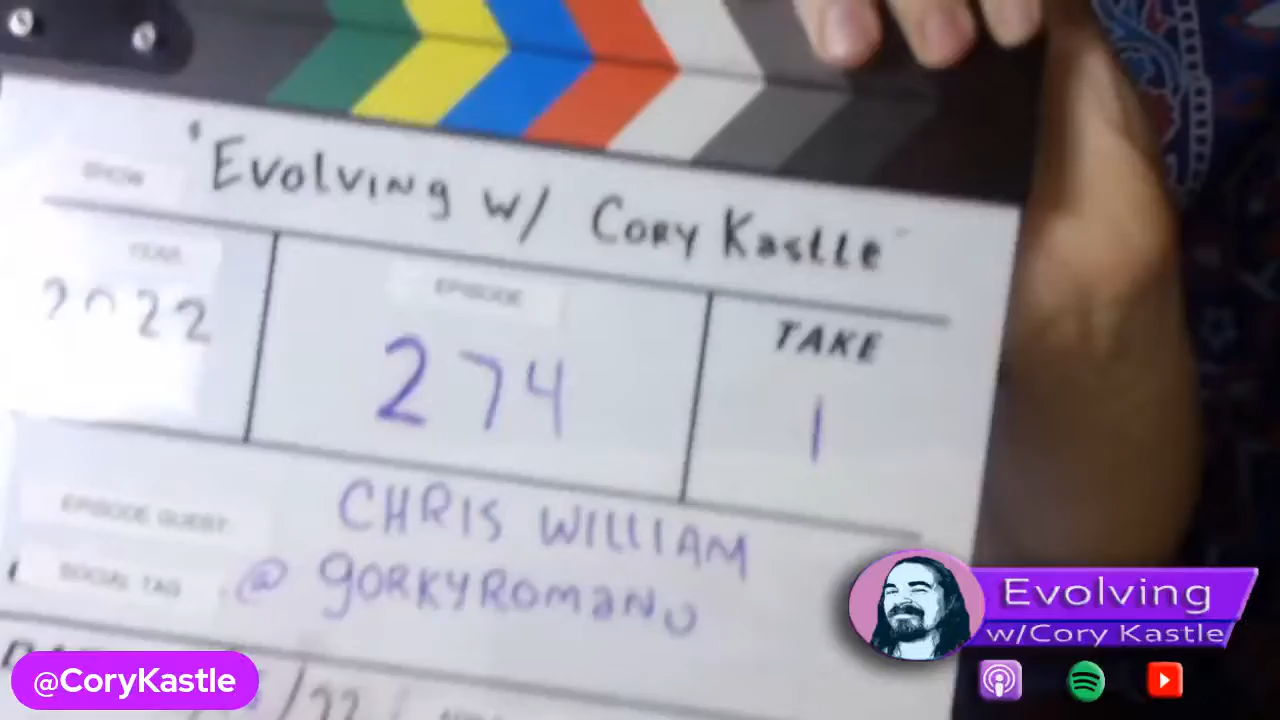 "Evolving w/ Cory Kastle"
SHOW
YEAR
EPISODE
TAKE
2022
274
1
EPISODE GUEST:
CHRIS WILLIAM
SOCIAL TAG
@gorkyromano
/22
@CoryKastle
Evolving
w/Cory Kastle